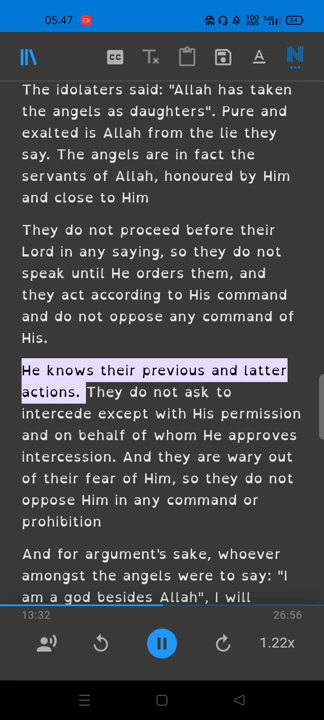 05.47
100 KB/S
54
The idolaters said: "Allah has taken
the angels as daughters". Pure and
exalted is Allah from the lie they
say. The angels are in fact the
servants of Allah, honoured by Him
and close to Him
They do not proceed before their
Lord in any saying, so they do not
speak until He orders them, and
they act according to His command
and do not oppose any command of
His.
He knows their previous and latter
actions. They do not ask to
intercede except with His permission
and on behalf of whom He approves
intercession. And they are wary out
of their fear of Him, so they do not
oppose Him in any command or
prohibition
And for argument's sake, whoever
amongst the angels were to say: "I
am a god besides Allah", I will
13:32
26:56
1.22x